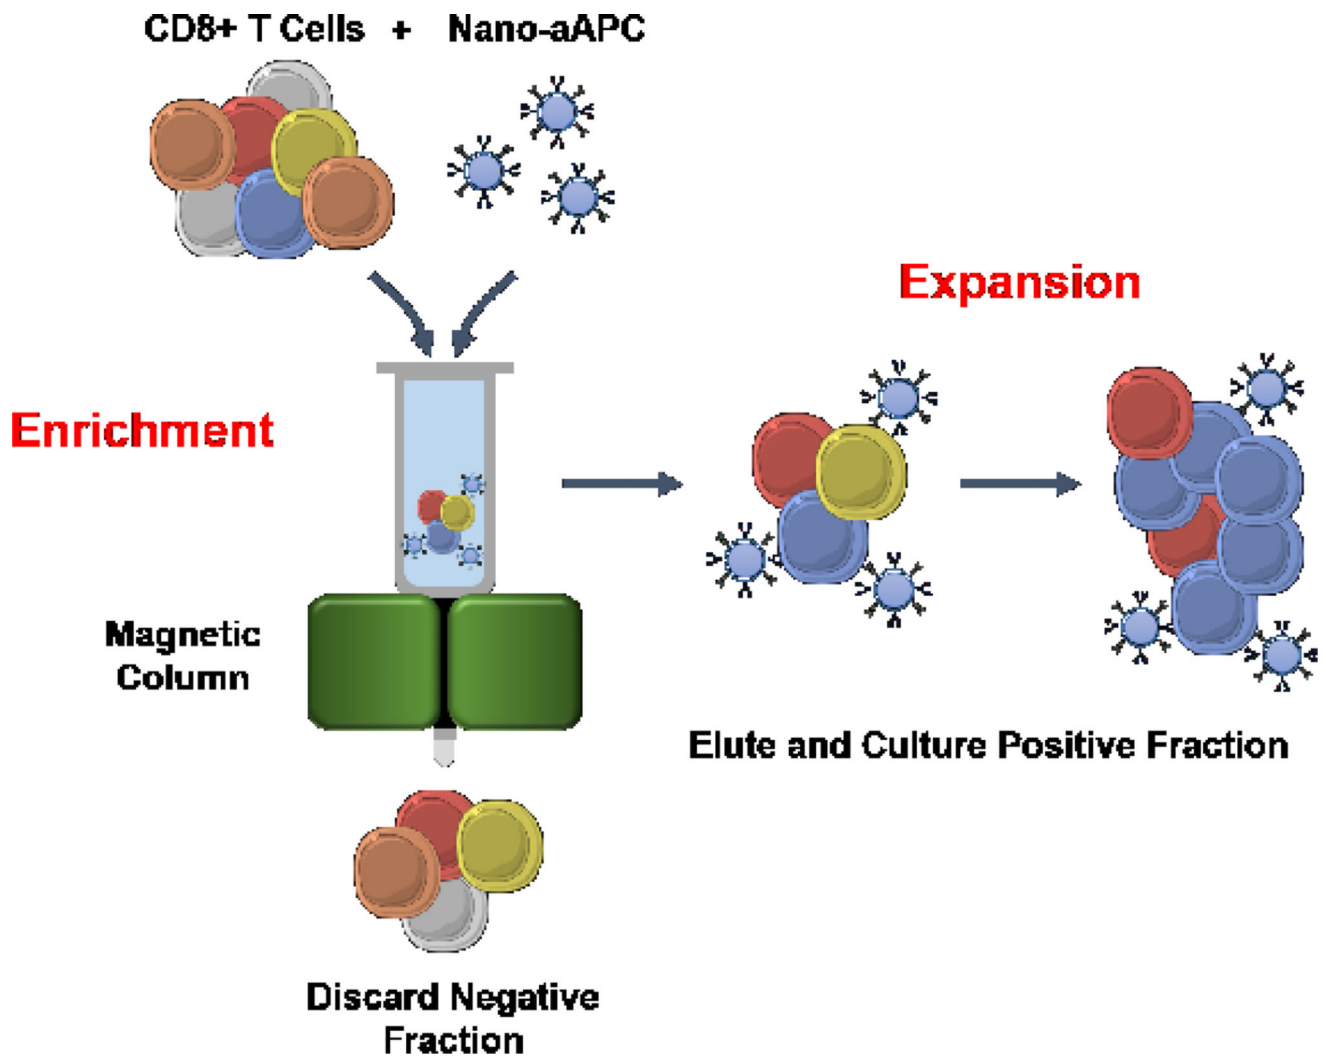 CD8+ T Cells + Nano-aAPC
Expansion
Enrichment
Magnetic
Column
Elute and Culture Positive Fraction
Discard Negative
Fraction